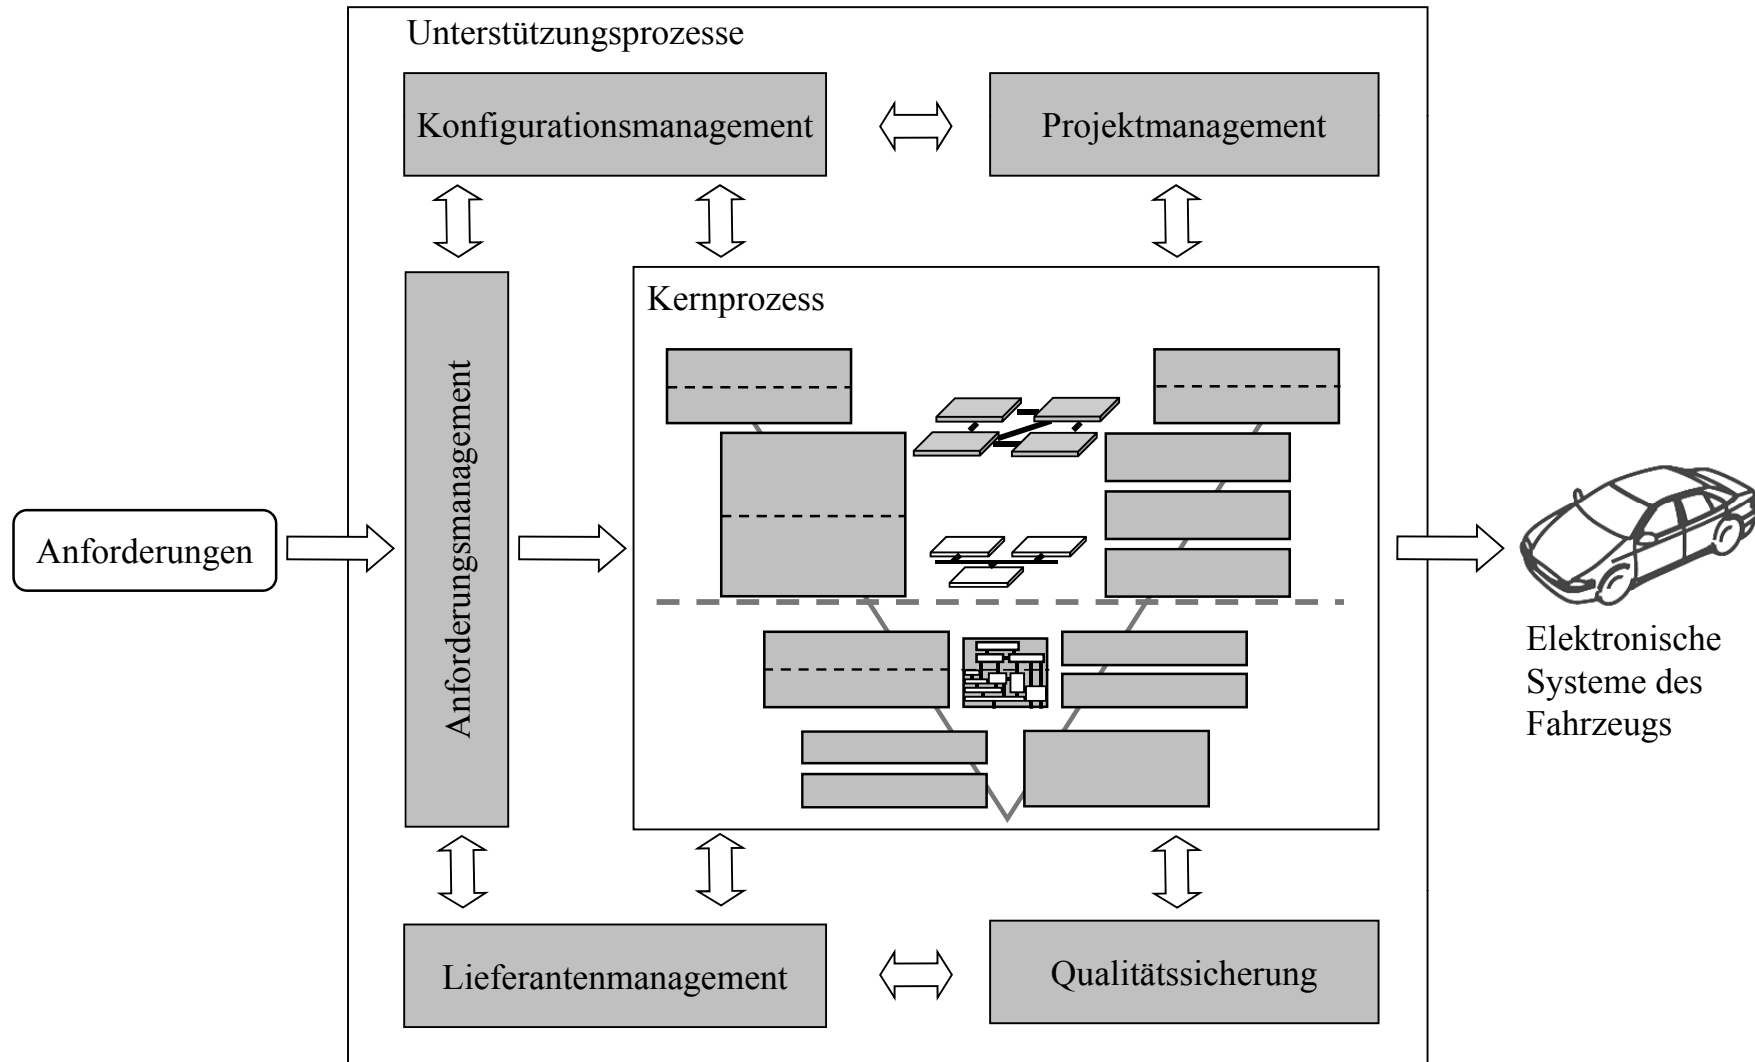 Unterstützungsprozesse
Konfigurationsmanagement
Projektmanagement
Kernprozess
Anforderungsmanagement
Anforderungen
Elektronische
Systeme des
Fahrzeugs
Lieferantenmanagement
Qualitätssicherung